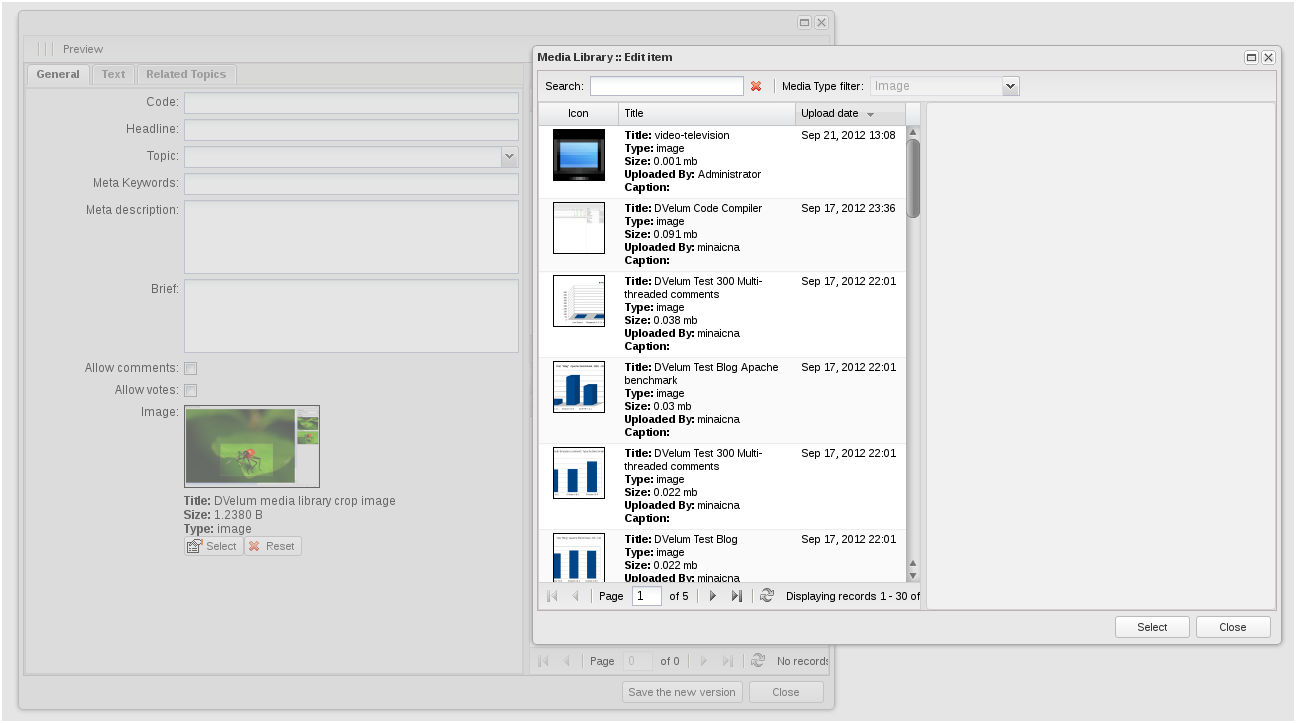 Preview
General
Text
Related Topics
Code:
Headline:
Topic:
Meta Keywords:
Meta description:
Brief:
Allow comments:
Allow votes:
Image:
Title: DVelum media library crop image
Size: 1.2380 B
Type: image
Select
Reset
Page 0 of 0
No records
Save the new version
Close
Media Library :: Edit item
Search:
Media Type filter: Image
Icon
Title
Upload date
Title: video-television
Sep 21, 2012 13:08
Type: image
Size: 0.001 mb
Uploaded By: Administrator
Caption:
Title: DVelum Code Compiler
Sep 17, 2012 23:36
Type: image
Size: 0.091 mb
Uploaded By: minaicna
Caption:
Title: DVelum Test 300 Multi-
Sep 17, 2012 22:01
threaded comments
Type: image
Size: 0.038 mb
Uploaded By: minaicna
Caption:
Title: DVelum Test Blog Apache
Sep 17, 2012 22:01
benchmark
Type: image
Size: 0.03 mb
Uploaded By: minaicna
Caption:
Title: DVelum Test 300 Multi-
Sep 17, 2012 22:01
threaded comments
Type: image
Size: 0.022 mb
Uploaded By: minaicna
Caption:
Title: DVelum Test Blog
Sep 17, 2012 22:01
Type: image
Size: 0.022 mb
Uploaded By: minaicna
Page 1 of 5
Displaying records 1 - 30 of
Select
Close